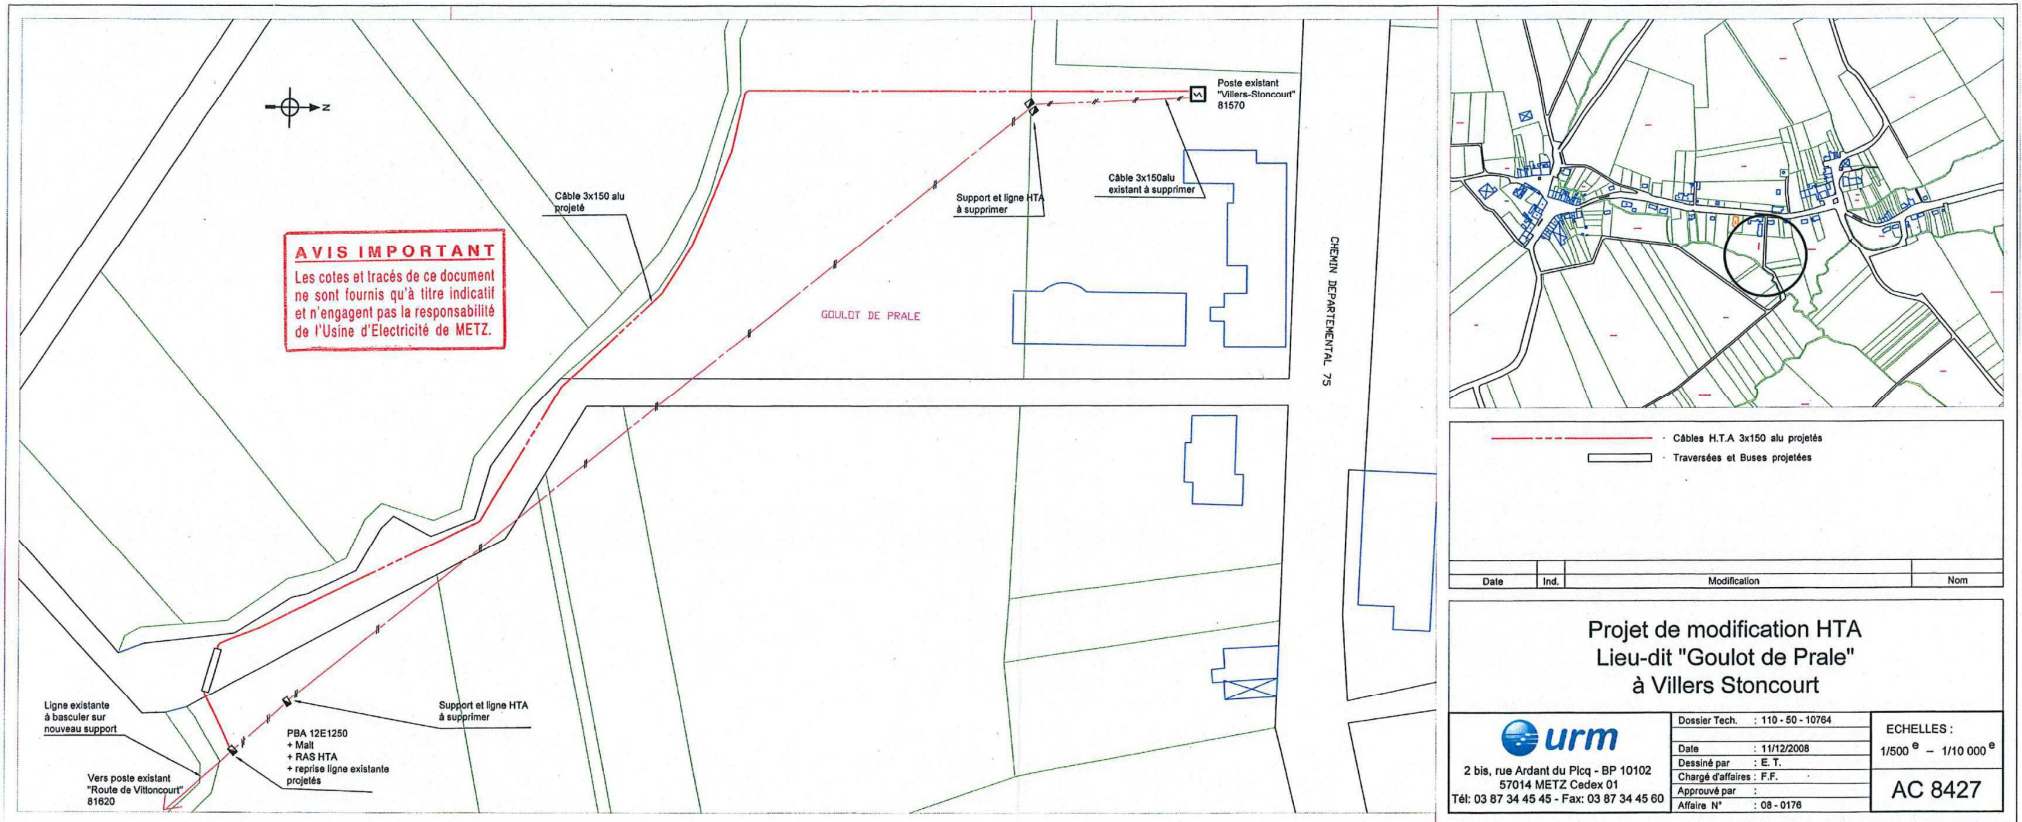 N
Poste existant
"Villers-Stoncourt"
81570
Câble 3x150 alu
projeté
Support et ligne HTA
à supprimer
Câble 3x150alu
existant à supprimer
AVIS IMPORTANT
Les cotes et tracés de ce document
ne sont fournis qu'à titre indicatif
et n'engagent pas la responsabilité
de l'Usine d'Electricité de METZ.
GOULOT DE PRALE
CHEMIN DEPARTEMENTAL 75
Ligne existante
à basculer sur
nouveau support
Support et ligne HTA
à supprimer
PBA 12E1250
+ Malt
+ RAS HTA
+ reprise ligne existante
projetés
Vers poste existant
"Route de Vittoncourt"
81620
Câbles H.T.A 3x150 alu projetés
Traversées et Buses projetées
Date Ind. Modification Nom
Projet de modification HTA
Lieu-dit "Goulot de Prale"
à Villers Stoncourt
urm
2 bis, rue Ardant du Picq - BP 10102
57014 METZ Cedex 01
Tél: 03 87 34 45 45 - Fax: 03 87 34 45 60
Dossier Tech. : 110 - 50 - 10764
Date : 11/12/2008
Dessiné par : E. T.
Chargé d'affaires : F.F.
Approuvé par :
Affaire N° : 08 - 0176
ECHELLES :
1/500 e - 1/10 000 e
AC 8427